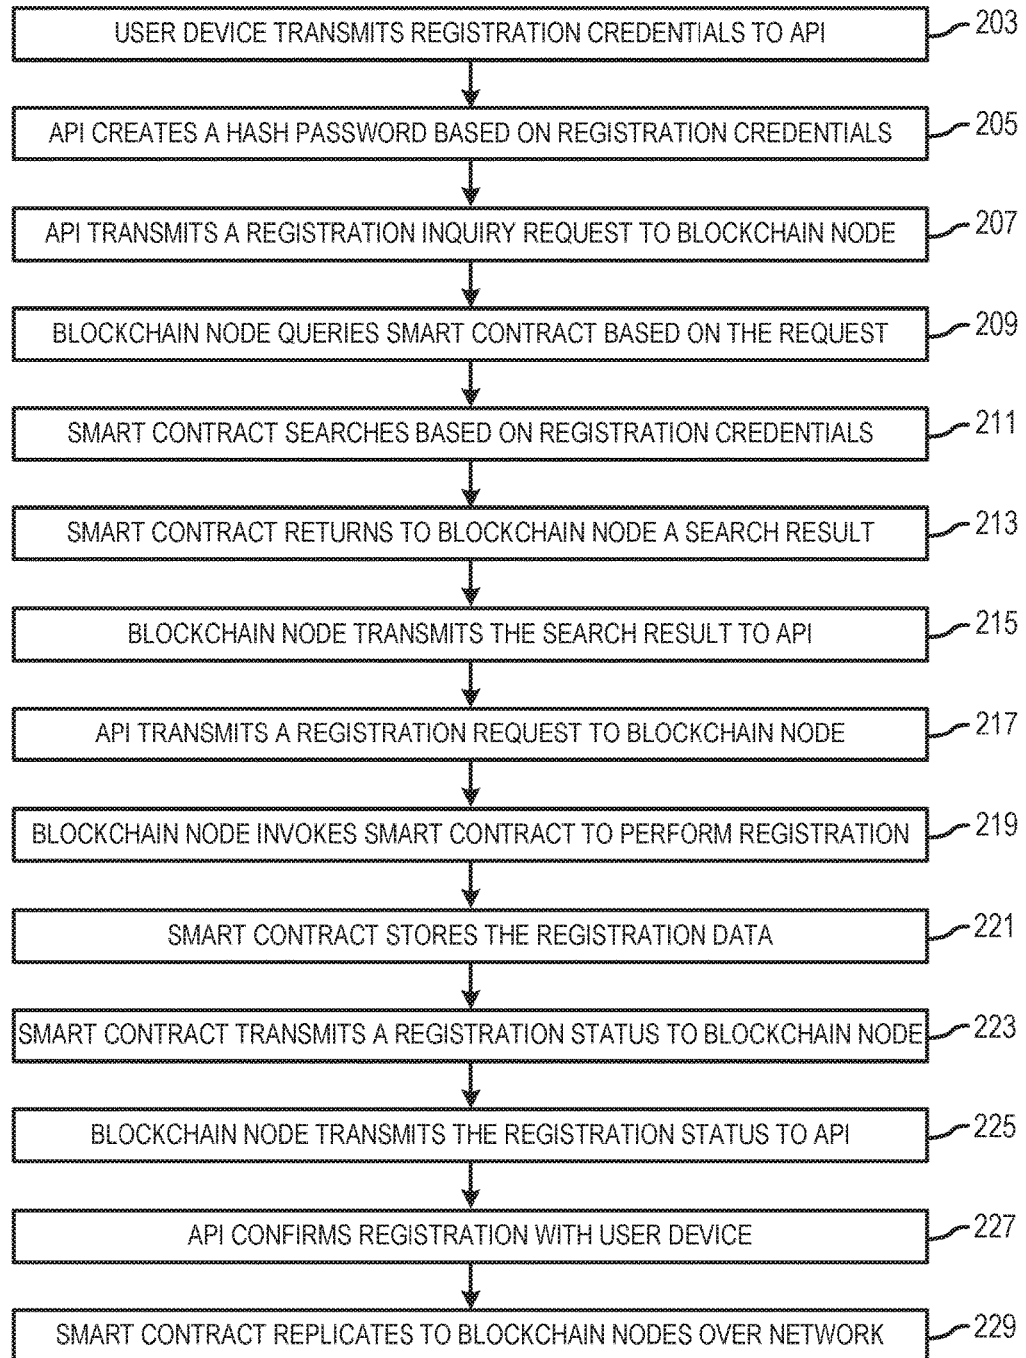 USER DEVICE TRANSMITS REGISTRATION CREDENTIALS TO API 203
API CREATES A HASH PASSWORD BASED ON REGISTRATION CREDENTIALS 205
API TRANSMITS A REGISTRATION INQUIRY REQUEST TO BLOCKCHAIN NODE 207
BLOCKCHAIN NODE QUERIES SMART CONTRACT BASED ON THE REQUEST 209
SMART CONTRACT SEARCHES BASED ON REGISTRATION CREDENTIALS 211
SMART CONTRACT RETURNS TO BLOCKCHAIN NODE A SEARCH RESULT 213
BLOCKCHAIN NODE TRANSMITS THE SEARCH RESULT TO API 215
API TRANSMITS A REGISTRATION REQUEST TO BLOCKCHAIN NODE 217
BLOCKCHAIN NODE INVOKES SMART CONTRACT TO PERFORM REGISTRATION 219
SMART CONTRACT STORES THE REGISTRATION DATA 221
SMART CONTRACT TRANSMITS A REGISTRATION STATUS TO BLOCKCHAIN NODE 223
BLOCKCHAIN NODE TRANSMITS THE REGISTRATION STATUS TO API 225
API CONFIRMS REGISTRATION WITH USER DEVICE 227
SMART CONTRACT REPLICATES TO BLOCKCHAIN NODES OVER NETWORK 229